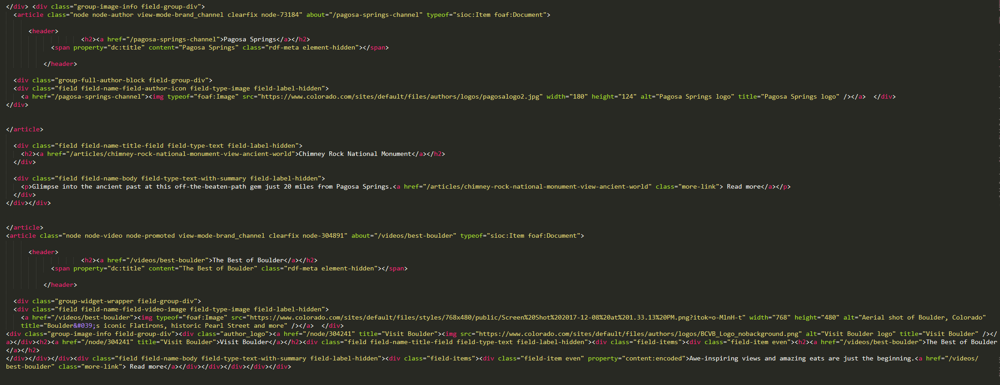 </div> <div class="group-image-info field-group-div">
<article class="node node-author view-mode-brand_channel clearfix node-73184" about="/pagosa-springs-channel" typeof="sioc:Item foaf:Document">
<header>
<h2><a href="/pagosa-springs-channel">Pagosa Springs</a></h2>
<span property="dc:title" content="Pagosa Springs" class="rdf-meta element-hidden"></span>
</header>
<div class="group-full-author-block field-group-div">
<div class="field field-name-field-author-icon field-type-image field-label-hidden">
<a href="/pagosa-springs-channel"><img typeof="foaf:Image" src="https://www.colorado.com/sites/default/files/authors/logos/pagosalogo2.jpg" width="180" height="124" alt="Pagosa Springs logo" title="Pagosa Springs logo" /></a>  </div>
</div>
</article>
<div class="field field-name-title-field field-type-text field-label-hidden">
<h2><a href="/articles/chimney-rock-national-monument-view-ancient-world">Chimney Rock National Monument</a></h2>
</div>
<div class="field field-name-body field-type-text-with-summary field-label-hidden">
<p>Glimpse into the ancient past at this off-the-beaten-path gem just 20 miles from Pagosa Springs.<a href="/articles/chimney-rock-national-monument-view-ancient-world" class="more-link"> Read more</a></p>
</div>
</div></div>
</article>
<article class="node node-video node-promoted view-mode-brand_channel clearfix node-304891" about="/videos/best-boulder" typeof="sioc:Item foaf:Document">
<header>
<h2><a href="/videos/best-boulder">The Best of Boulder</a></h2>
<span property="dc:title" content="The Best of Boulder" class="rdf-meta element-hidden"></span>
</header>
<div class="group-widget-wrapper field-group-div">
<div class="field field-name-field-video-image field-type-image field-label-hidden">
<a href="/videos/best-boulder"><img typeof="foaf:Image" src="https://www.colorado.com/sites/default/files/styles/768x480/public/Screen%20Shot%202017-12-08%20at%201.33.13%20PM.png?itok=o-MlnH-t" width="768" height="480" alt="Aerial shot of Boulder, Colorado"
title="Boulder&#039;s iconic Flatirons, historic Pearl Street and more" /></a>  </div>
<div class="group-image-info field-group-div"><div class="author_logo"><a href="/node/304241" title="Visit Boulder"><img src="https://www.colorado.com/sites/default/files/authors/logos/BCVB_Logo_nobackground.png" alt="Visit Boulder logo" title="Visit Boulder" /></
a></div><h2><a href="/node/304241" title="Visit Boulder">Visit Boulder</a></h2><div class="field field-name-title-field field-type-text field-label-hidden"><div class="field-items"><div class="field-item even"><h2><a href="/videos/best-boulder">The Best of Boulder
</a></h2>
</div></div></div><div class="field field-name-body field-type-text-with-summary field-label-hidden"><div class="field-items"><div class="field-item even" property="content:encoded">Awe-inspiring views and amazing eats are just the beginning.<a href="/videos/
best-boulder" class="more-link"> Read more</a></div></div></div></div></div>